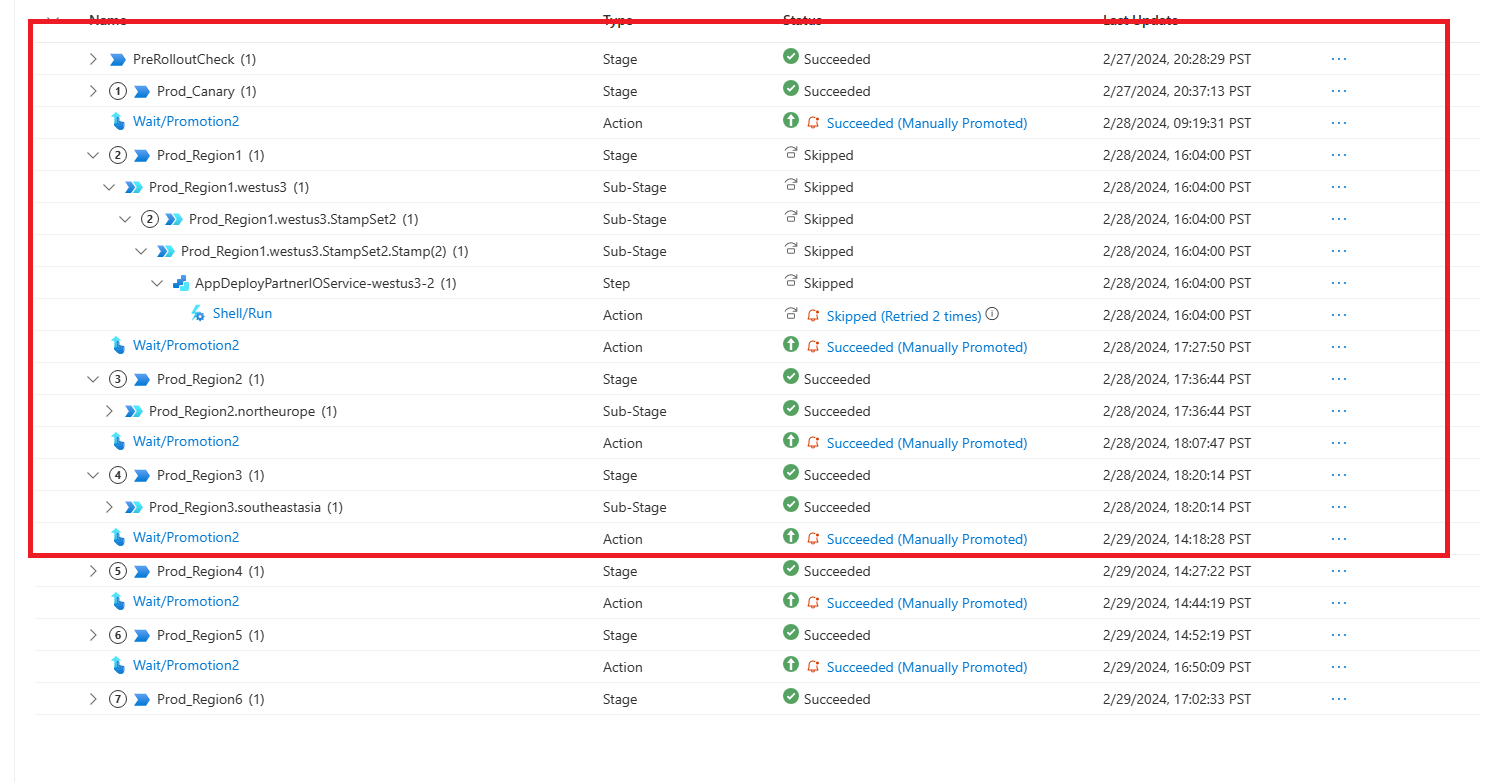 Name Type Status Last Update
PreRolloutCheck (1) Stage Succeeded 2/27/2024, 20:28:29 PST ...
1 Prod_Canary (1) Stage Succeeded 2/27/2024, 20:37:13 PST ...
Wait/Promotion2 Action Succeeded (Manually Promoted) 2/28/2024, 09:19:31 PST ...
2 Prod_Region1 (1) Stage Skipped 2/28/2024, 16:04:00 PST ...
Prod_Region1.westus3 (1) Sub-Stage Skipped 2/28/2024, 16:04:00 PST ...
2 Prod_Region1.westus3.StampSet2 (1) Sub-Stage Skipped 2/28/2024, 16:04:00 PST ...
Prod_Region1.westus3.StampSet2.Stamp(2) (1) Sub-Stage Skipped 2/28/2024, 16:04:00 PST ...
AppDeployPartnerIOService-westus3-2 (1) Step Skipped 2/28/2024, 16:04:00 PST ...
Shell/Run Action Skipped (Retried 2 times) 2/28/2024, 16:04:00 PST ...
Wait/Promotion2 Action Succeeded (Manually Promoted) 2/28/2024, 17:27:50 PST ...
3 Prod_Region2 (1) Stage Succeeded 2/28/2024, 17:36:44 PST ...
Prod_Region2.northeurope (1) Sub-Stage Succeeded 2/28/2024, 17:36:44 PST ...
Wait/Promotion2 Action Succeeded (Manually Promoted) 2/28/2024, 18:07:47 PST ...
4 Prod_Region3 (1) Stage Succeeded 2/28/2024, 18:20:14 PST ...
Prod_Region3.southeastasia (1) Sub-Stage Succeeded 2/28/2024, 18:20:14 PST ...
Wait/Promotion2 Action Succeeded (Manually Promoted) 2/29/2024, 14:18:28 PST ...
5 Prod_Region4 (1) Stage Succeeded 2/29/2024, 14:27:22 PST ...
Wait/Promotion2 Action Succeeded (Manually Promoted) 2/29/2024, 14:44:19 PST ...
6 Prod_Region5 (1) Stage Succeeded 2/29/2024, 14:52:19 PST ...
Wait/Promotion2 Action Succeeded (Manually Promoted) 2/29/2024, 16:50:09 PST ...
7 Prod_Region6 (1) Stage Succeeded 2/29/2024, 17:02:33 PST ...